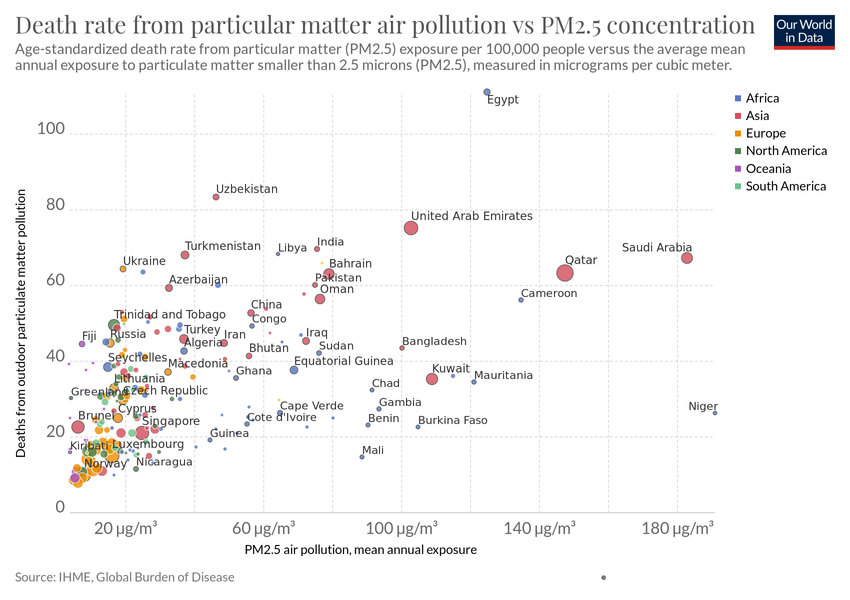 Death rate from particular matter air pollution vs PM2.5 concentration
Our World
in Data
Age-standardized death rate from particular matter (PM2.5) exposure per 100,000 people versus the average mean
annual exposure to particulate matter smaller than 2.5 microns (PM2.5), measured in micrograms per cubic meter.
Africa
Asia
Europe
North America
Oceania
South America
Deaths from outdoor particulate matter pollution
100
80
60
40
20
0
Egypt
Uzbekistan
United Arab Emirates
Turkmenistan
Libya
India
Saudi Arabia
Ukraine
Bahrain
Qatar
Azerbaijan
Pakistan
Oman
Cameroon
China
Trinidad and Tobago
Congo
Fiji
Russia
Turkey
Iran
Iraq
Algeria
Bhutan
Sudan
Bangladesh
Seychelles
Macedonia
Equatorial Guinea
Ghana
Kuwait
Mauritania
Lithuania
Greenland
Czech Republic
Chad
Cyprus
Cape Verde
Gambia
Niger
Brunei
Singapore
Cote d'Ivoire
Benin
Burkina Faso
Guinea
Kiribati
Luxembourg
Mali
Norway
Nicaragua
20 µg/m³
60 µg/m³
100 µg/m³
140 µg/m³
180 µg/m³
PM2.5 air pollution, mean annual exposure
Source: IHME, Global Burden of Disease